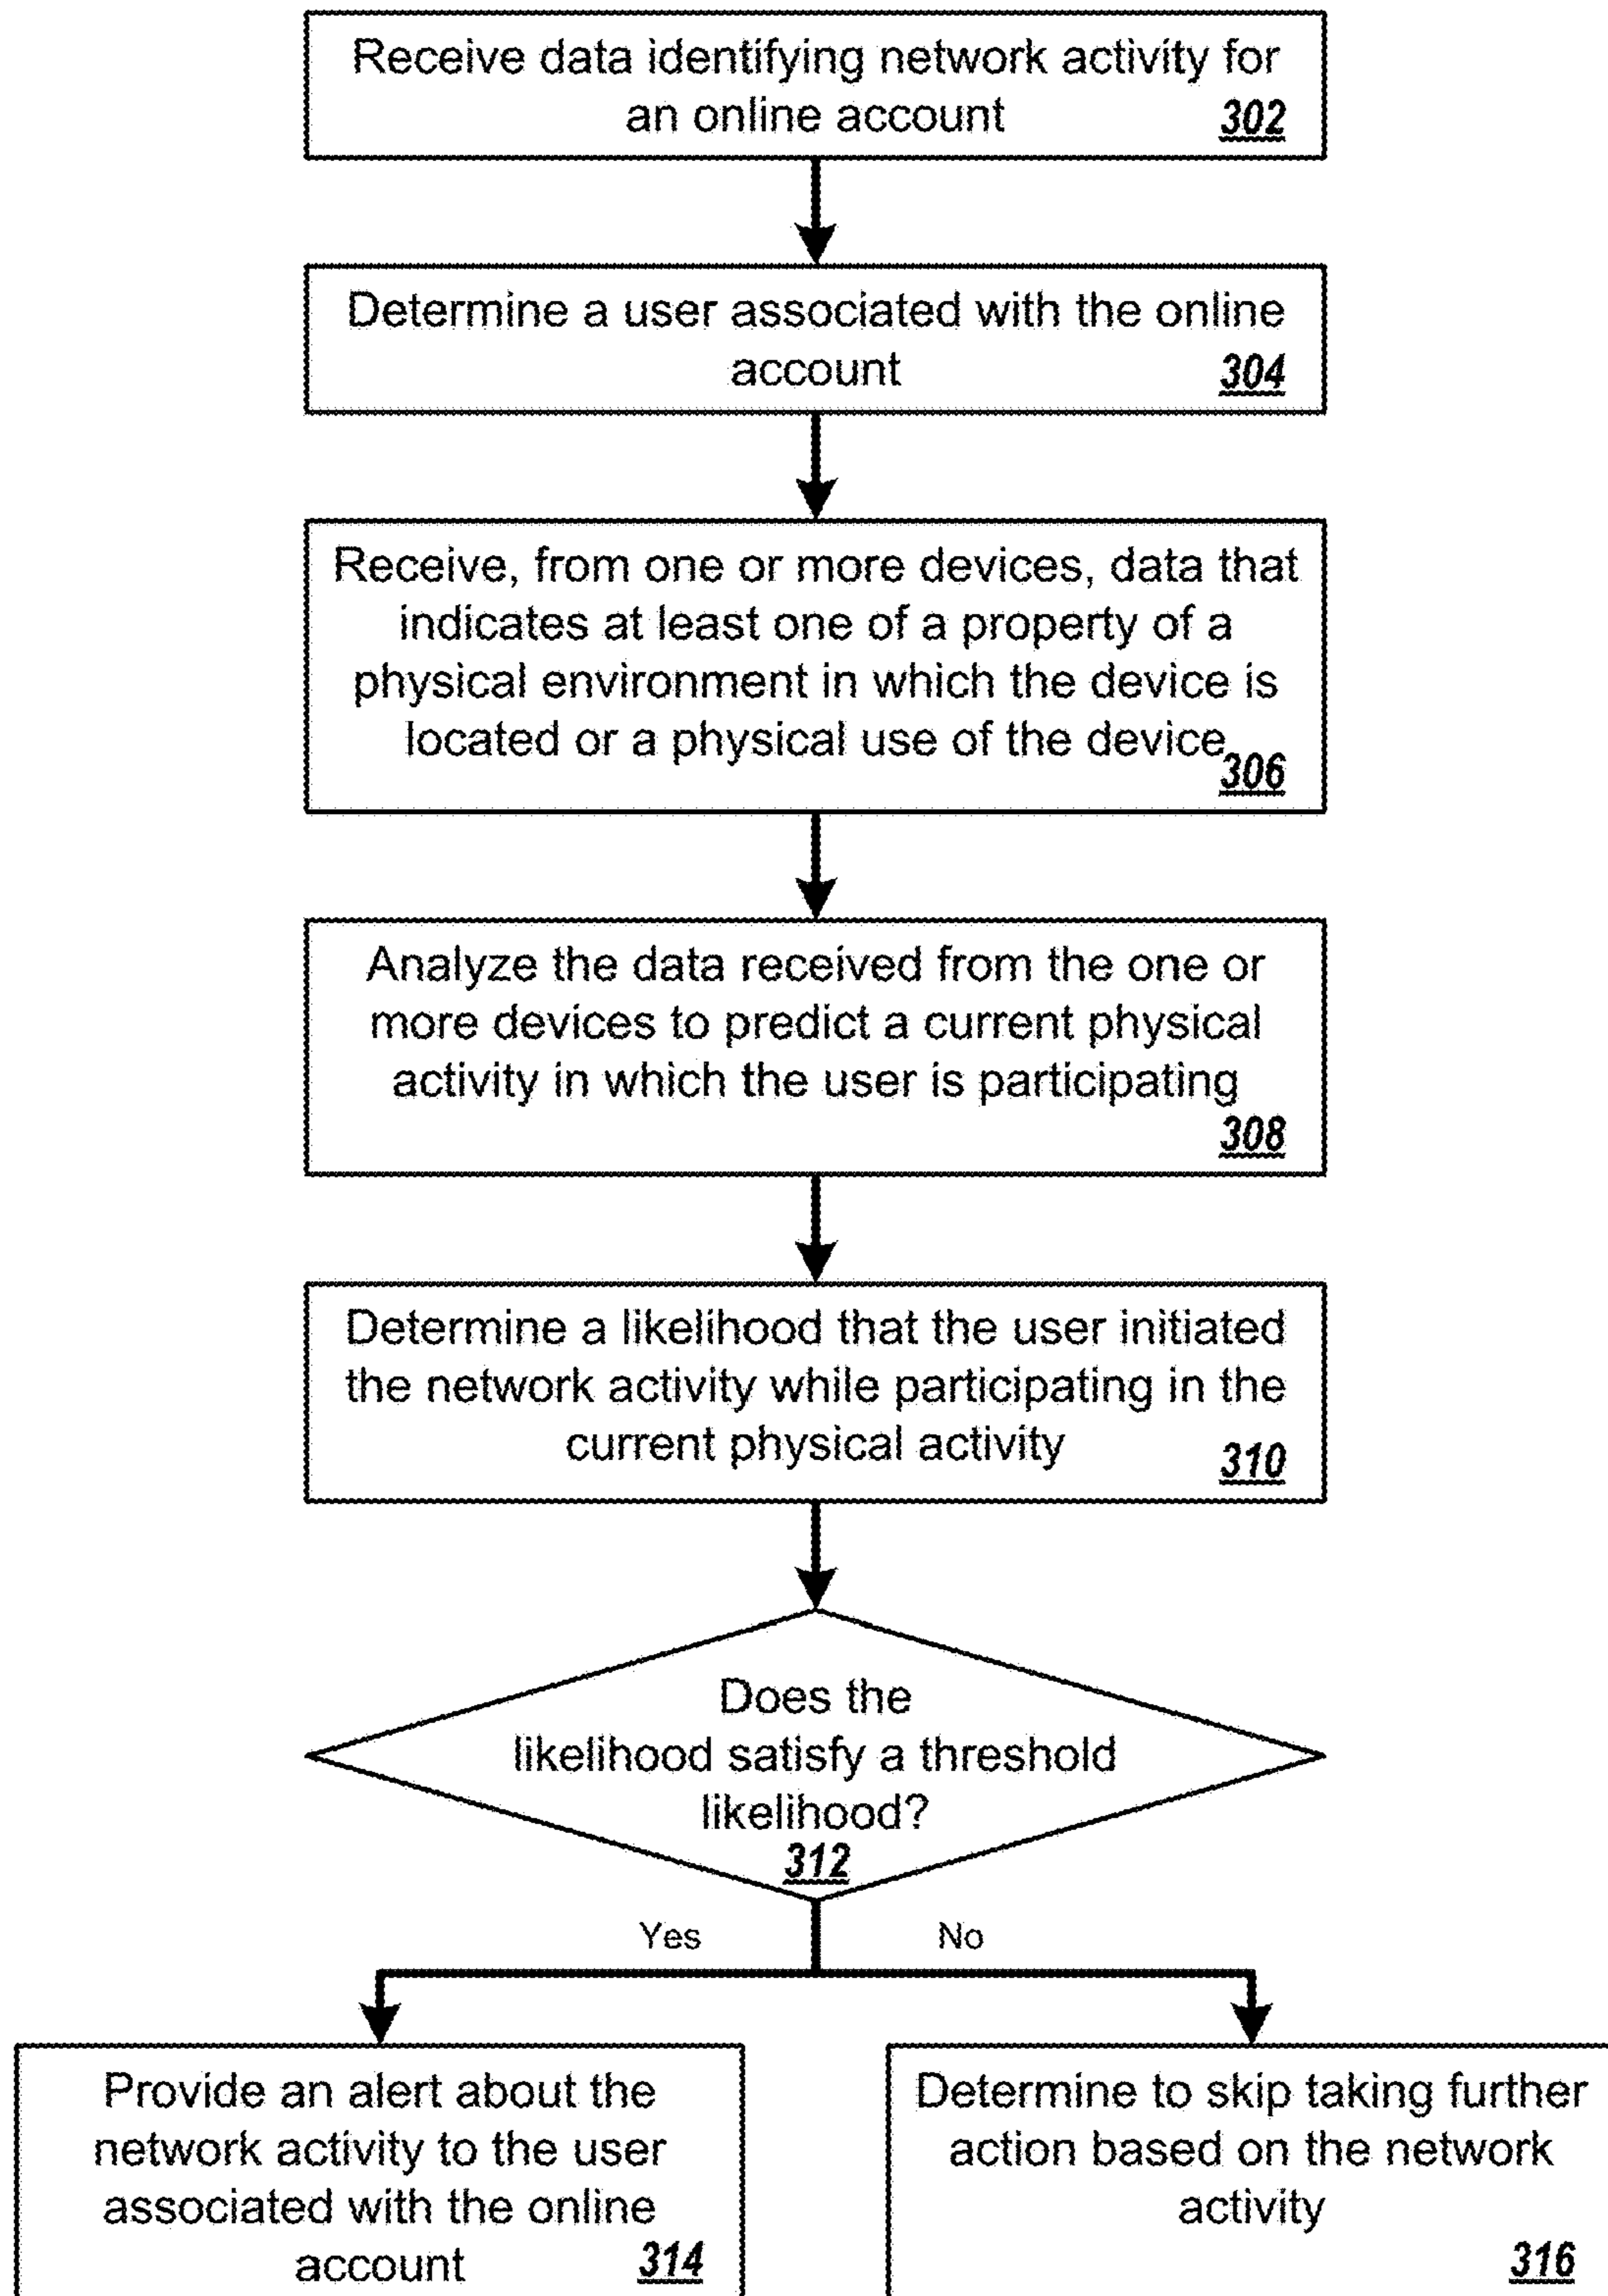 Receive data identifying network activity for
an online account
302
Determine a user associated with the online
account
304
Receive, from one or more devices, data that
indicates at least one of a property of a
physical environment in which the device is
located or a physical use of the device
306
Analyze the data received from the one or
more devices to predict a current physical
activity in which the user is participating
308
Determine a likelihood that the user initiated
the network activity while participating in the
current physical activity
310
Does the
likelihood satisfy a threshold
likelihood?
312
Yes
No
Provide an alert about the
network activity to the user
associated with the online
account
314
Determine to skip taking further
action based on the network
activity
316